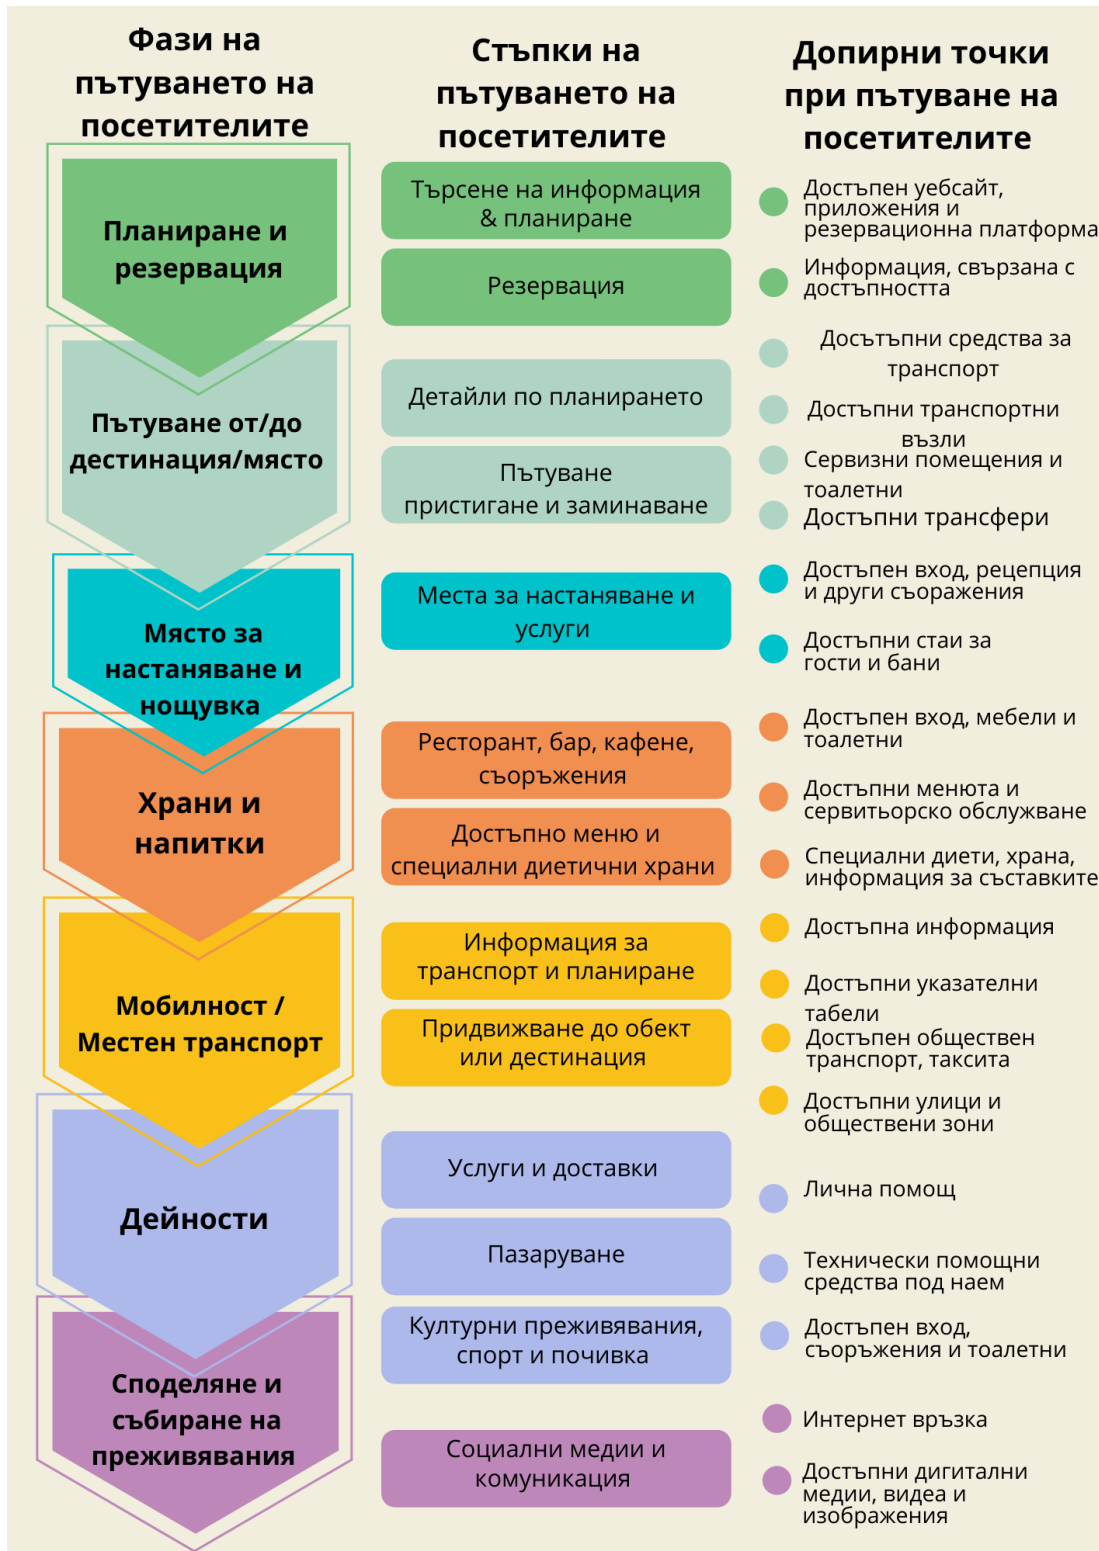 Фази на
пътуването на
посетителите
Стъпки на
пътуването на
посетителите
Допирни точки
при пътуване на
посетителите
Планиране и
резервация
Търсене на информация
& планиране
Резервация
Достъпен уебсайт,
приложения и
резервационна платформа
Информация, свързана с
достъпността
Пътуване от/до
дестинация/място
Детайли по планирането
Пътуване
пристигане и заминаване
Досътъпни средства за
транспорт
Достъпни транспортни
възли
Сервизни помещения и
тоалетни
Достъпни трансфери
Място за
настаняване и
нощувка
Места за настаняване и
услуги
Достъпен вход, рецепция
и други съоражения
Достъпни стаи за
гости и бани
Храни и
напитки
Ресторант, бар, кафене,
съоръжения
Достъпно меню и
специални диетични храни
Достъпен вход, мебели и
тоалетни
Достъпни менюта и
сервитьорско обслужване
Специални диети, храна,
информация за съставките
Мобилност /
Местен транспорт
Информация за
транспорт и планиране
Придвижване до обект
или дестинация
Достъпна информация
Достъпни указателни
табели
Достъпен обществен
транспорт, таксита
Достъпни улици и
обществени зони
Дейности
Услуги и доставки
Пазаруване
Културни преживявания,
спорт и почивка
Лична помощ
Технически помощни
средства под наем
Достъпен вход,
съоръжения и тоалетни
Споделяне и
събиране на
преживявания
Социални медии и
комуникация
Интернет връзка
Достъпни дигитални
медии, видеа и
изображения